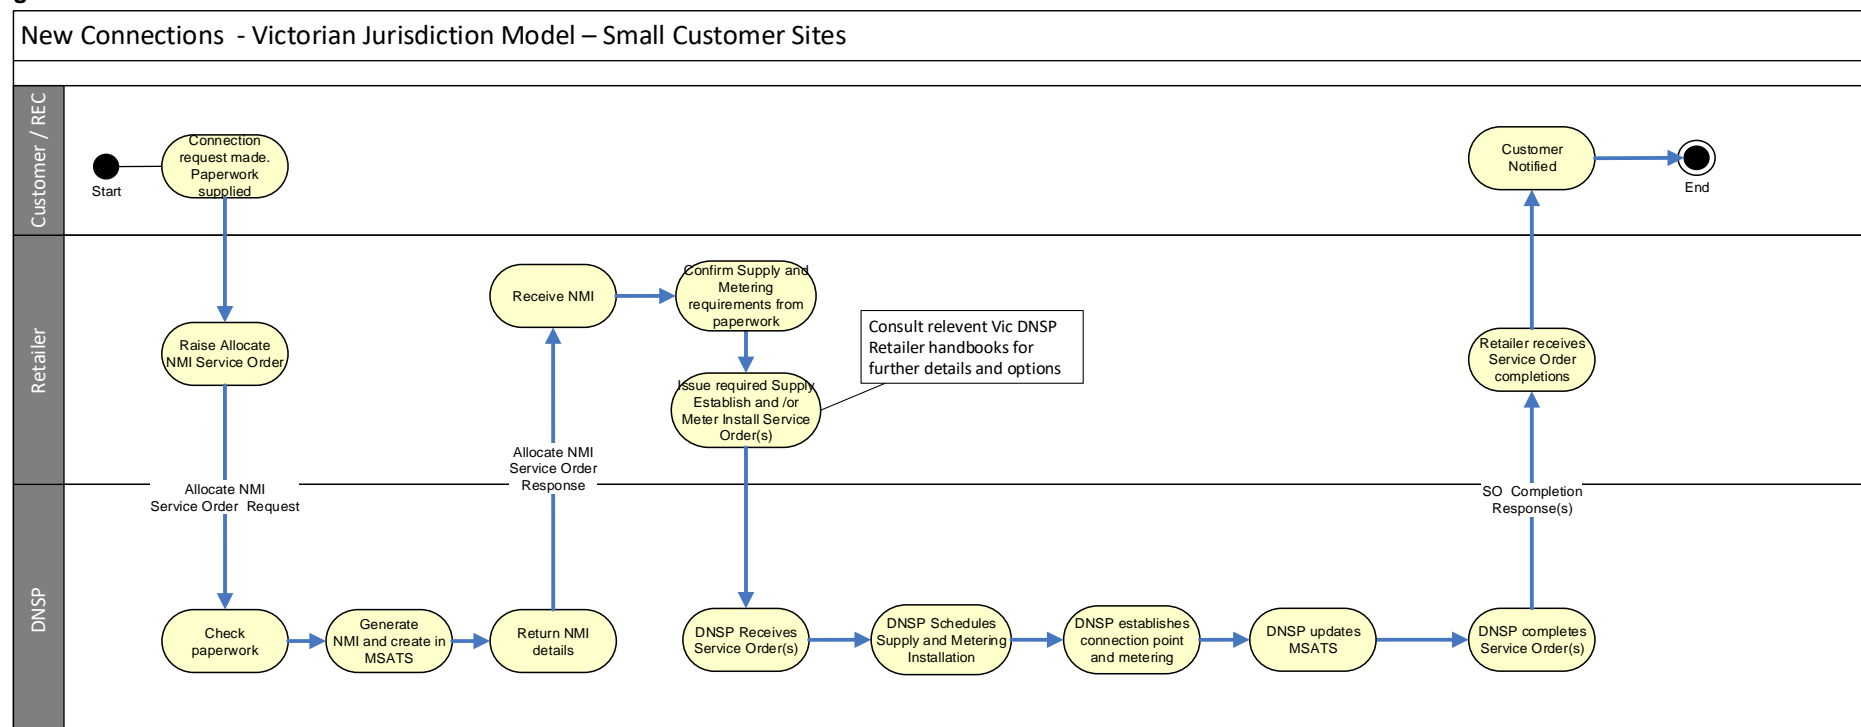 New Connections  - Victorian Jurisdiction Model – Small Customer Sites
Customer / REC
Start
Connection
request made.
Paperwork
supplied
Customer
Notified
End
Retailer
Receive NMI
Confirm Supply and
Metering
requirements from
paperwork
Raise Allocate
NMI Service Order
Consult relevent Vic DNSP
Retailer handbooks for
further details and options
Issue required Supply
Establish and /or
Meter Install Service
Order(s)
Retailer receives
Service Order
completions
Allocate NMI
Service Order  Request
Allocate NMI
Service Order
Response
SO  Completion
Response(s)
DNSP
Check
paperwork
Generate
NMI and create in
MSATS
Return NMI
details
DNSP Receives
Service Order(s)
DNSP Schedules
Supply and Metering
Installation
DNSP establishes
connection point
and metering
DNSP updates
MSATS
DNSP completes
Service Order(s)